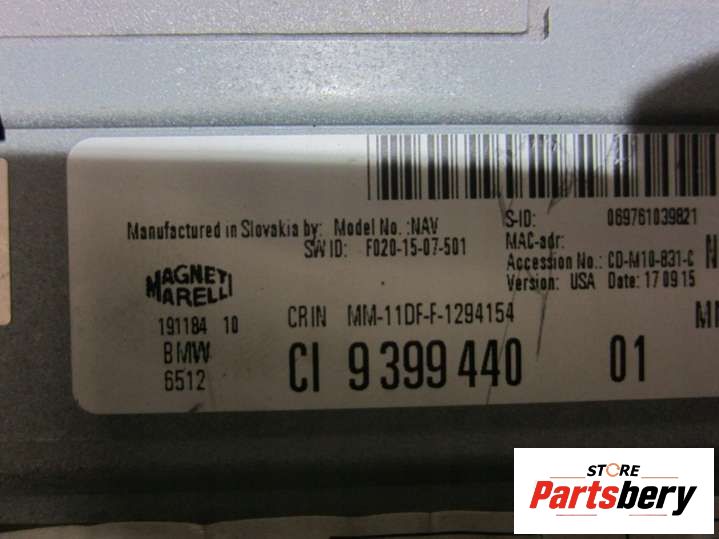 Manufactured in Slovakia by: Model No.:NAV
SW ID: F020-15-07-501
S-ID: 069761039821
MAC-adr:
Accession No.: CD-M10-831-C
Version: USA Date: 17 09 15
MAGNETI
MARELLI
191184 10
BMW
6512
CRIN MM-11DF-F-1294154
CI 9 399 440 01
STORE
Partsbery